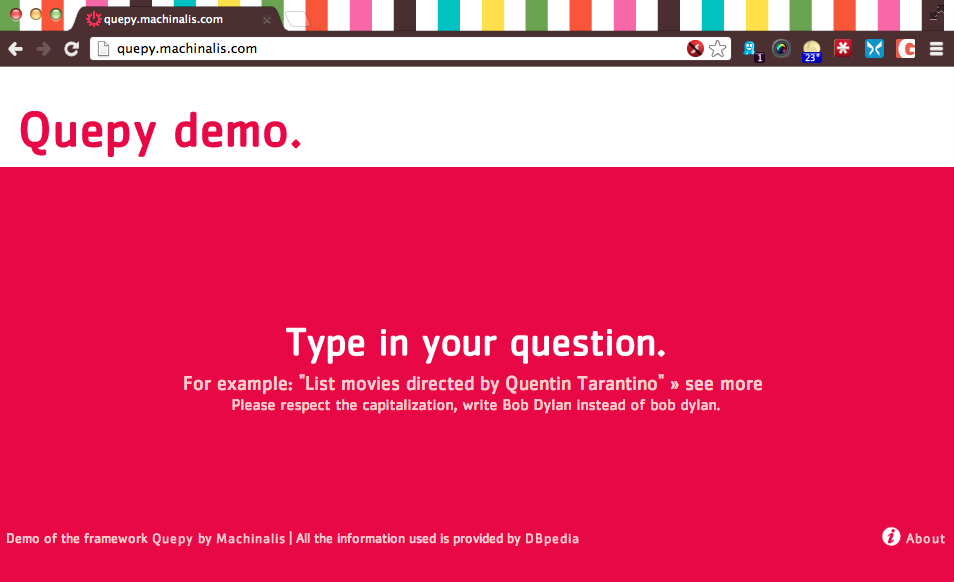 quepy.machinalis.com
quepy.machinalis.com
1
23°
Quepy demo.
Type in your question.
For example: "List movies directed by Quentin Tarantino" » see more
Please respect the capitalization, write Bob Dylan instead of bob dylan.
Demo of the framework Quepy by Machinalis | All the information used is provided by DBpedia
i About